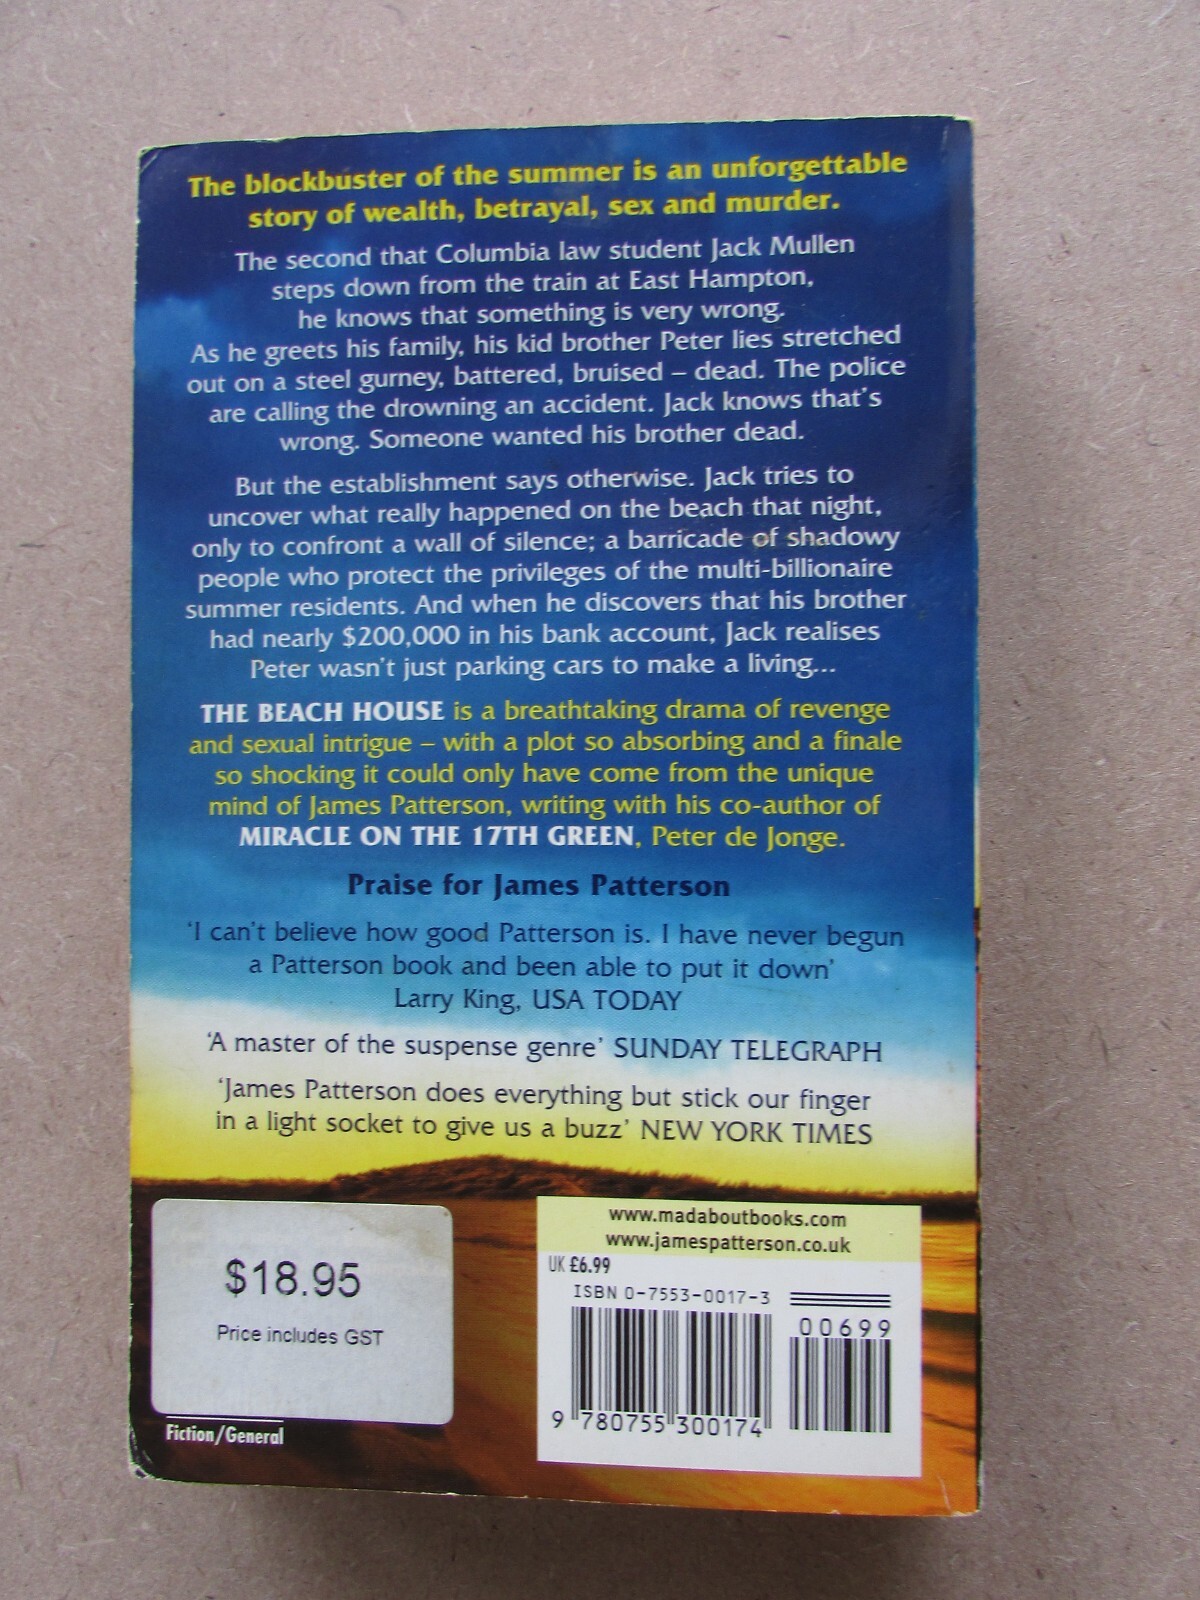 The blockbuster of the summer is an unforgettable
story of wealth, betrayal, sex and murder.
The second that Columbia law student Jack Mullen
steps down from the train at East Hampton,
he knows that something is very wrong.
As he greets his family, his kid brother Peter lies stretched
out on a steel gurney, battered, bruised – dead. The police
are calling the drowning an accident. Jack knows that's
wrong. Someone wanted his brother dead.
But the establishment says otherwise. Jack tries to
uncover what really happened on the beach that night,
only to confront a wall of silence; a barricade of shadowy
people who protect the privileges of the multi-billionaire
summer residents. And when he discovers that his brother
had nearly $200,000 in his bank account, Jack realises
Peter wasn't just parking cars to make a living...
THE BEACH HOUSE is a breathtaking drama of revenge
and sexual intrigue – with a plot so absorbing and a finale
so shocking it could only have come from the unique
mind of James Patterson, writing with his co-author of
MIRACLE ON THE 17TH GREEN, Peter de Jonge.
Praise for James Patterson
'I can't believe how good Patterson is. I have never begun
a Patterson book and been able to put it down'
Larry King, USA TODAY
'A master of the suspense genre' SUNDAY TELEGRAPH
'James Patterson does everything but stick our finger
in a light socket to give us a buzz' NEW YORK TIMES
$18.95
Price includes GST
Fiction/General
www.madaboutbooks.com
www.jamespatterson.co.uk
UK £6.99
ISBN 0-7553-0017-3
00699
9 780755 300174